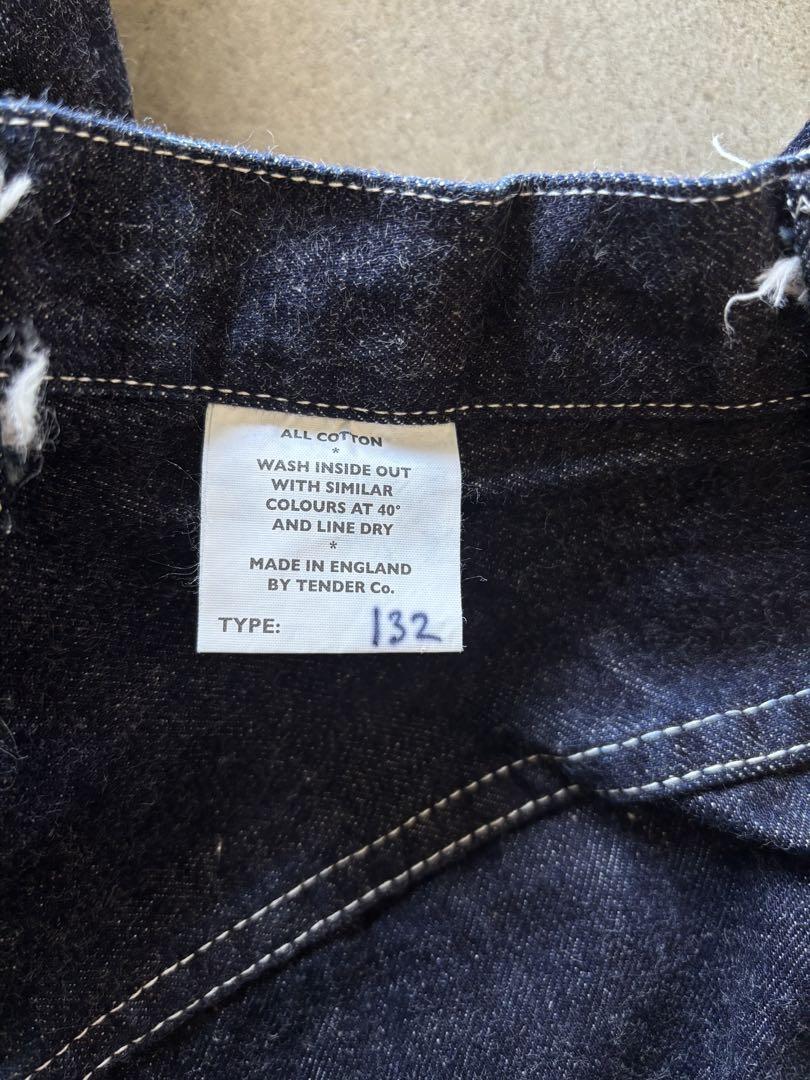 ALL COTTON
*
WASH INSIDE OUT
WITH SIMILAR
COLOURS AT 40°
AND LINE DRY
*
MADE IN ENGLAND
BY TENDER Co.
TYPE: 132